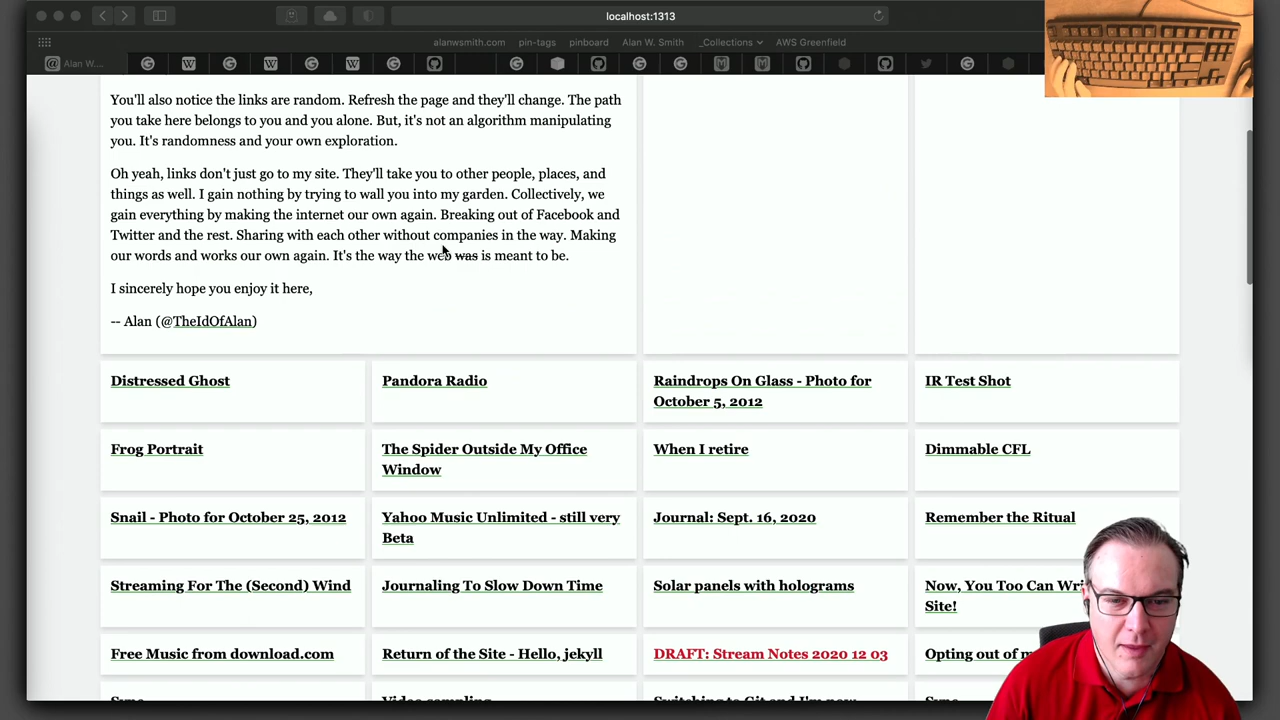 localhost:1313
alanwsmith.com pin-tags pinboard Alan W. Smith _Collections AWS Greenfield
Alan W....
You'll also notice the links are random. Refresh the page and they'll change. The path
you take here belongs to you and you alone. But, it's not an algorithm manipulating
you. It's randomness and your own exploration.
Oh yeah, links don't just go to my site. They'll take you to other people, places, and
things as well. I gain nothing by trying to wall you into my garden. Collectively, we
gain everything by making the internet our own again. Breaking out of Facebook and
Twitter and the rest. Sharing with each other without companies in the way. Making
our words and works our own again. It's the way the web was is meant to be.
I sincerely hope you enjoy it here,
-- Alan (@TheIdOfAlan)
Distressed Ghost
Pandora Radio
Raindrops On Glass - Photo for
October 5, 2012
IR Test Shot
Frog Portrait
The Spider Outside My Office
Window
When I retire
Dimmable CFL
Snail - Photo for October 25, 2012
Yahoo Music Unlimited - still very
Beta
Journal: Sept. 16, 2020
Remember the Ritual
Streaming For The (Second) Wind
Journaling To Slow Down Time
Solar panels with holograms
Now, You Too Can
Site!
Free Music from download.com
Return of the Site - Hello, jekyll
DRAFT: Stream Notes 2020 12 03
Opting out of
Sync
Video sampling
Switching to Git and I'm now
Sync